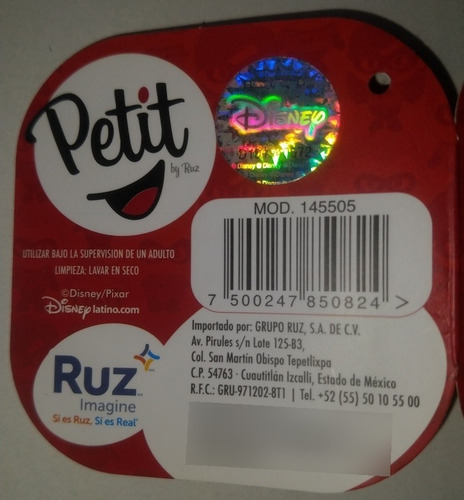 Petit
by Ruz
Disney
UTILIZAR BAJO LA SUPERVISION DE UN ADULTO
LIMPIEZA: LAVAR EN SECO
©Disney/Pixar
Disneylatino.com
MOD. 145505
7 500247 850824 >
Ruz
Imagine
Si es Ruz, Si es Real
Importado por: GRUPO RUZ, S.A. DE C.V.
Av. Pirules s/n Lote 125-B3,
Col. San Martín Obispo Tepetlixpa
C.P. 54763 · Cuautitlán Izcalli, Estado de México
R.F.C.: GRU-971202-8T1 | Tel. +52 (55) 50 10 55 00